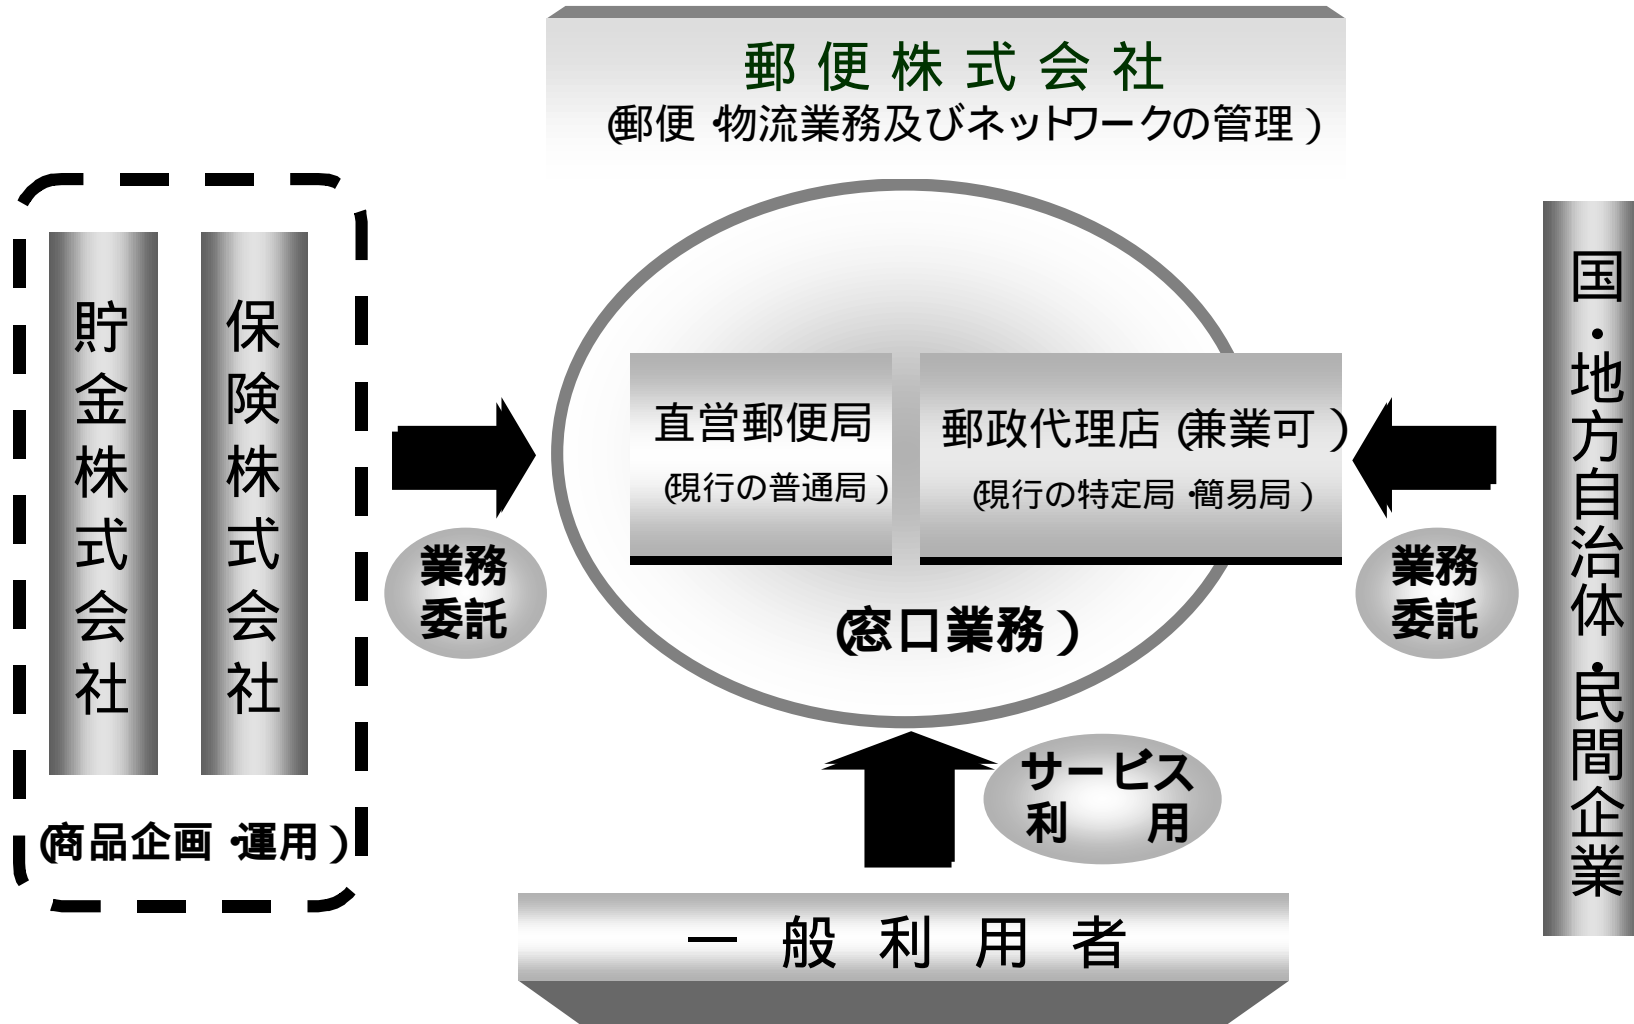 郵便株式会社
(郵便・物流業務及びネットワークの管理)
貯金株式会社
保険株式会社
(商品企画・運用)
業務
委託
直営郵便局
(現行の普通局)
郵政代理店(兼業可)
(現行の特定局・簡易局)
(窓口業務)
業務
委託
国・地方自治体・民間企業
サービス
利用
一般利用者